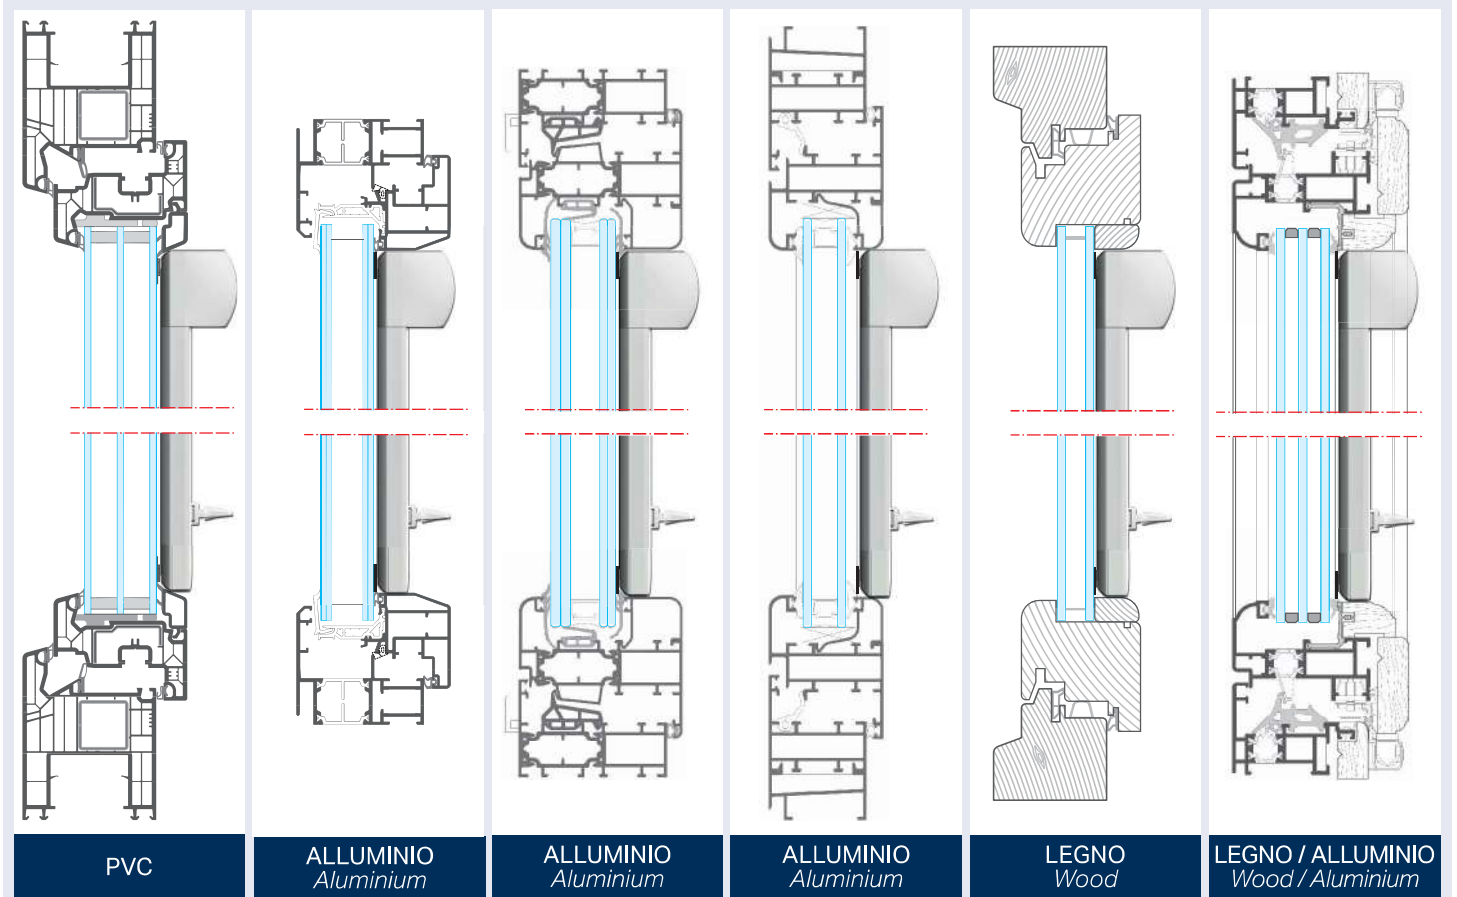 PVC
ALLUMINIO
Aluminium
ALLUMINIO
Aluminium
ALLUMINIO
Aluminium
LEGNO
Wood
LEGNO / ALLUMINIO
Wood / Aluminium